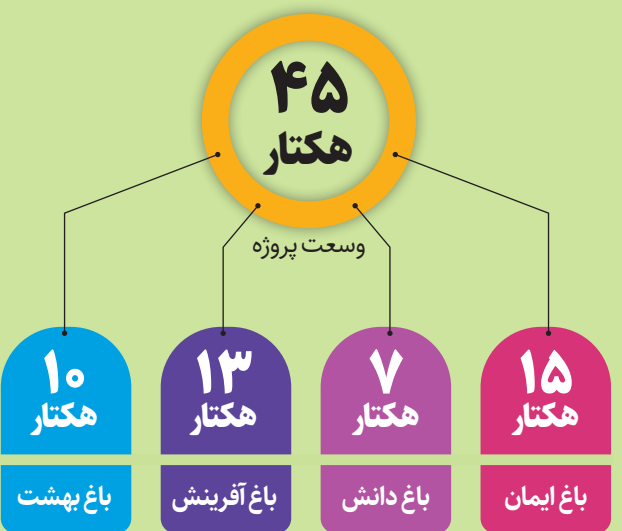 ۴۵
هکتار
وسعت پروژه
۱۵
هکتار
باغ ایمان
۷
هکتار
باغ دانش
۱۳
هکتار
باغ آفرینش
۱۰
هکتار
باغ بهشت